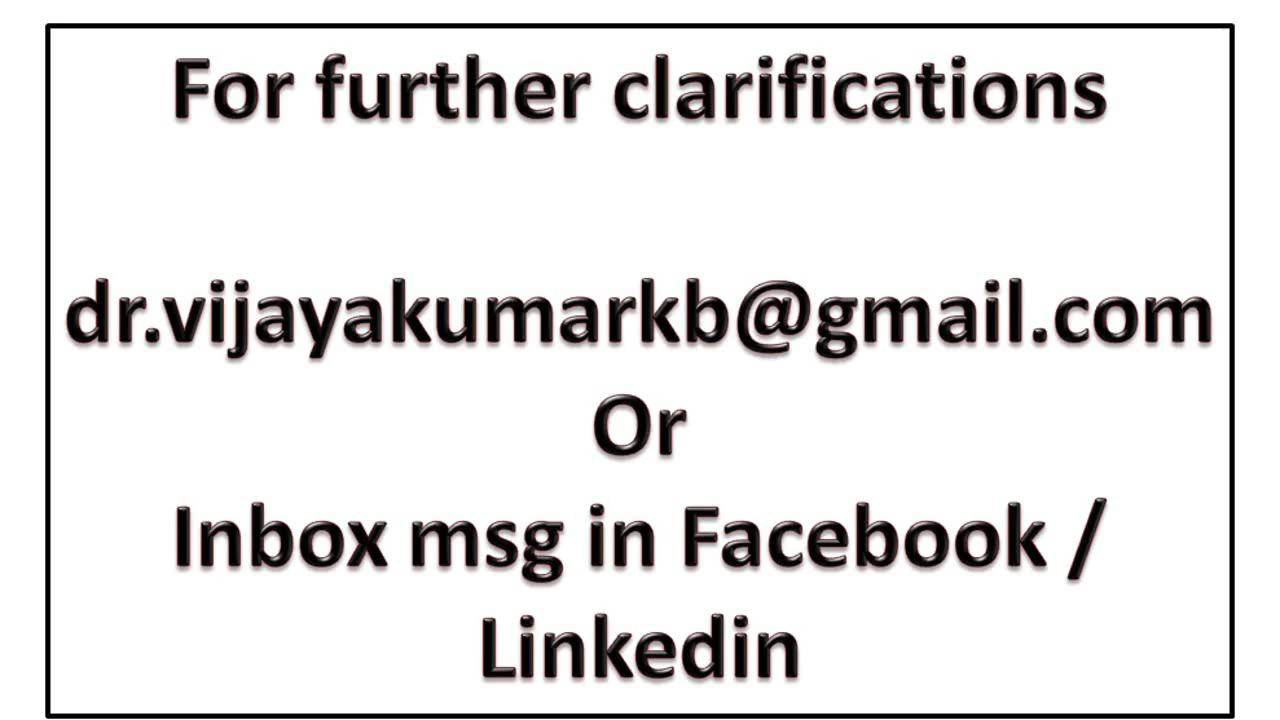 For further clarifications
dr.vijayakumarkb@gmail.com
Or
Inbox msg in Facebook /
Linkedin